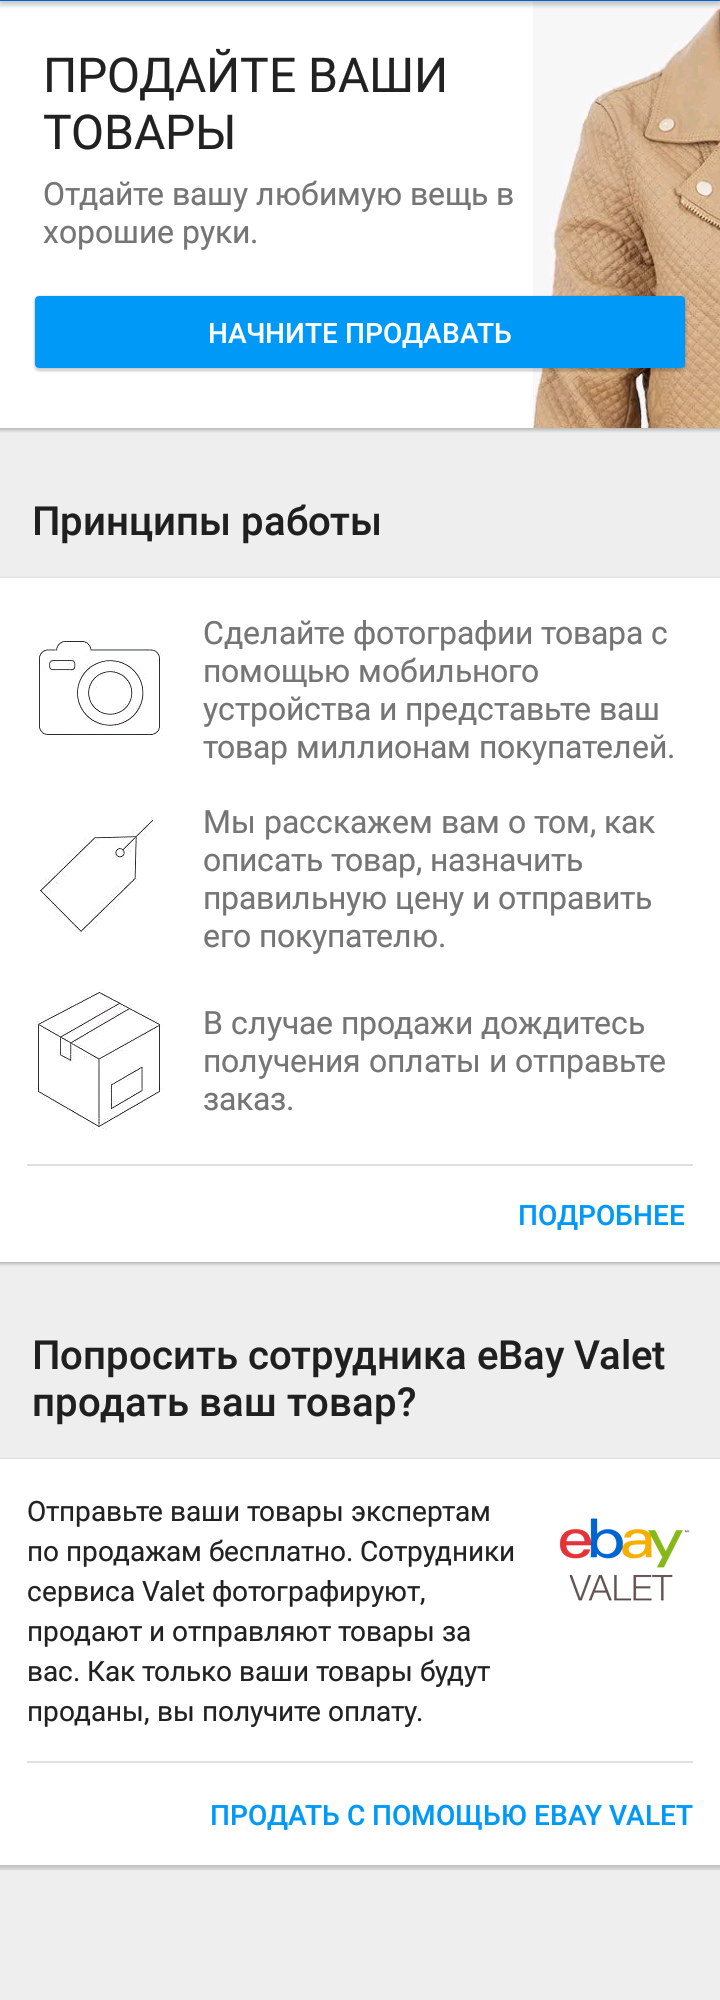 ПРОДАЙТЕ ВАШИ
ТОВАРЫ
Отдайте вашу любимую вещь в
хорошие руки.
НАЧНИТЕ ПРОДАВАТЬ
Принципы работы
Сделайте фотографии товара с
помощью мобильного
устройства и представьте ваш
товар миллионам покупателей.
Мы расскажем вам о том, как
описать товар, назначить
правильную цену и отправить
его покупателю.
В случае продажи дождитесь
получения оплаты и отправьте
заказ.
ПОДРОБНЕЕ
Попросить сотрудника eBay Valet
продать ваш товар?
Отправьте ваши товары экспертам
по продажам бесплатно. Сотрудники
сервиса Valet фотографируют,
продают и отправляют товары за
вас. Как только ваши товары будут
проданы, вы получите оплату.
ebay
VALET
ПРОДАТЬ С ПОМОЩЬЮ EBAY VALET